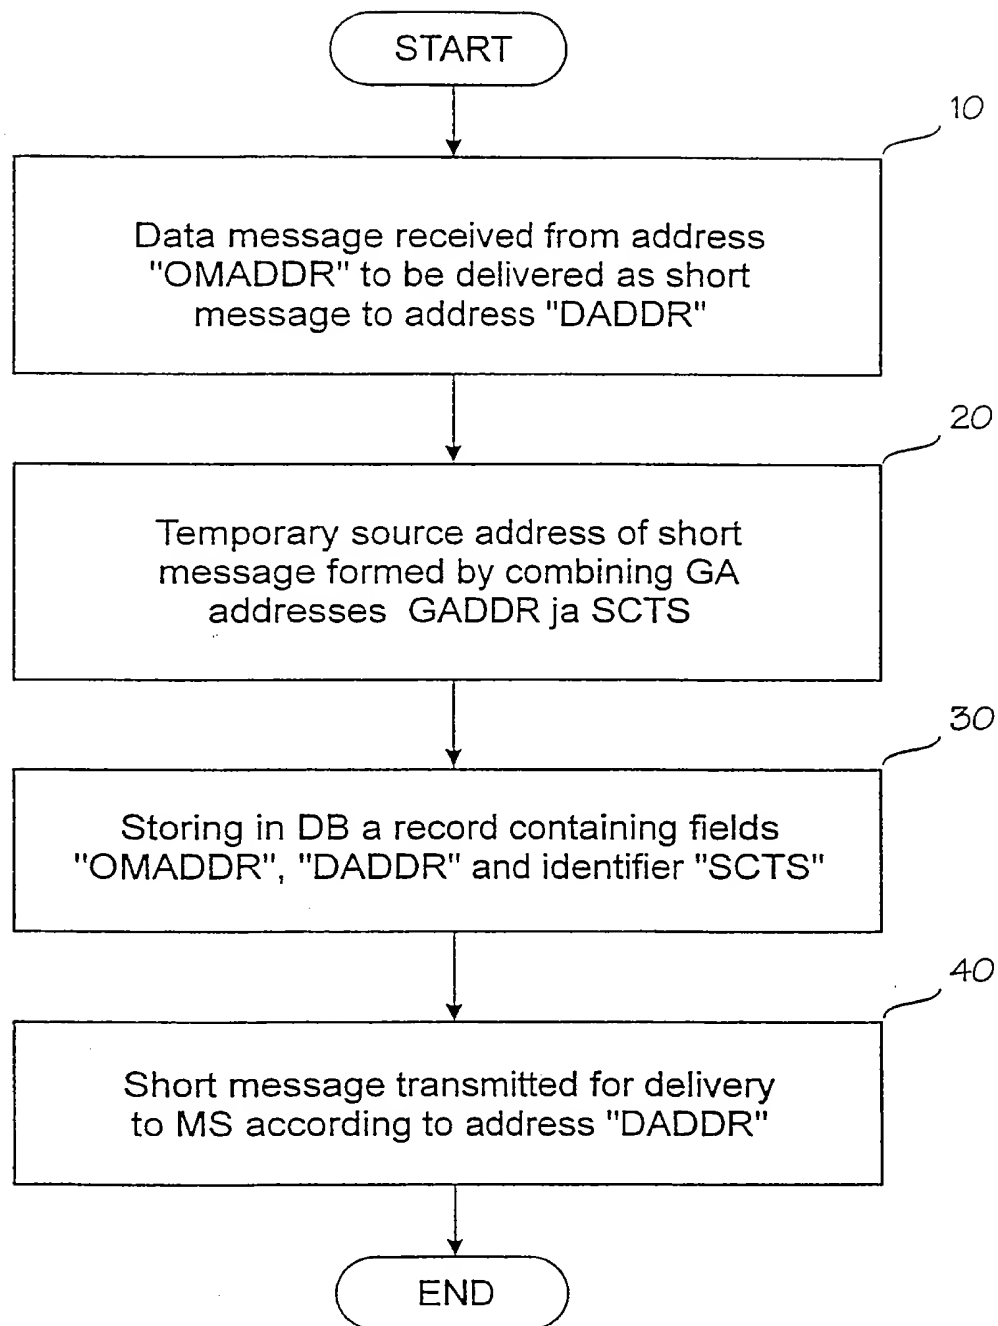 START
10
Data message received from address
"OMADDR" to be delivered as short
message to address "DADDR"
20
Temporary source address of short
message formed by combining GA
addresses GADDR ja SCTS
30
Storing in DB a record containing fields
"OMADDR", "DADDR" and identifier "SCTS"
40
Short message transmitted for delivery
to MS according to address "DADDR"
END